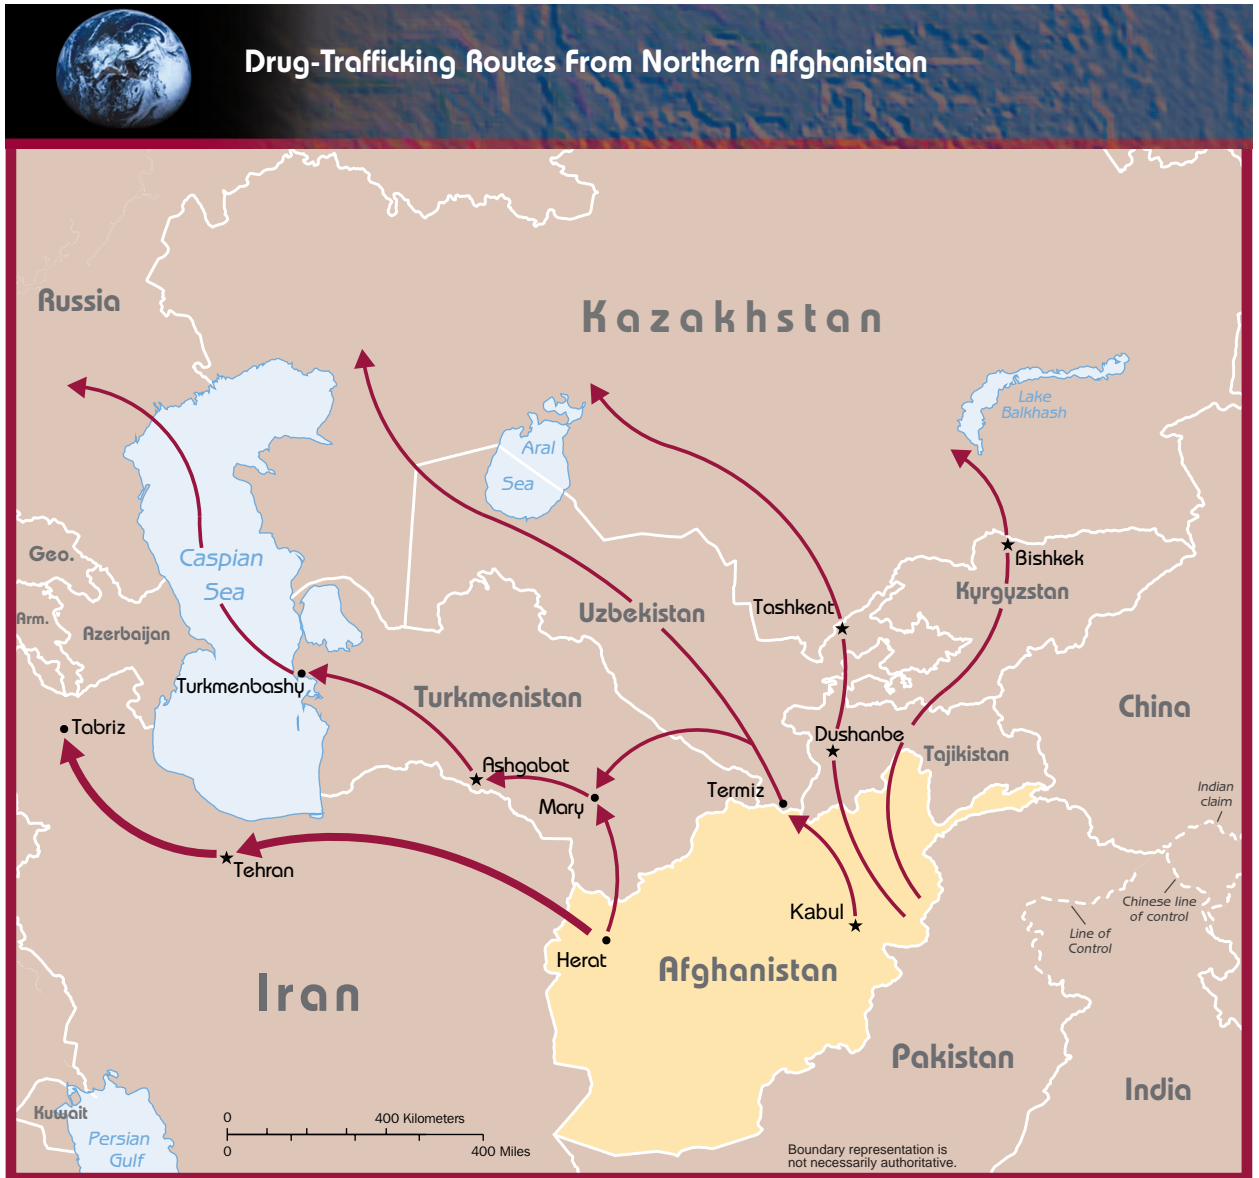 Drug-Trafficking Routes From Northern Afghanistan
Russia
Kazakhstan
Lake
Balkhash
Aral
Sea
Geo.
Caspian
Sea
Bishkek
Kyrgyzstan
Arm.
Azerbaijan
Uzbekistan
Tashkent
Turkmenbashy
Turkmenistan
China
Tabriz
Dushanbe
Tajikistan
Ashgabat
Mary
Termiz
Indian
claim
Tehran
Kabul
Chinese line
of control
Line of
Control
Herat
Afghanistan
Iran
Pakistan
India
Kuwait
Persian
Gulf
0
400 Kilometers
0
400 Miles
Boundary representation is
not necessarily authoritative.